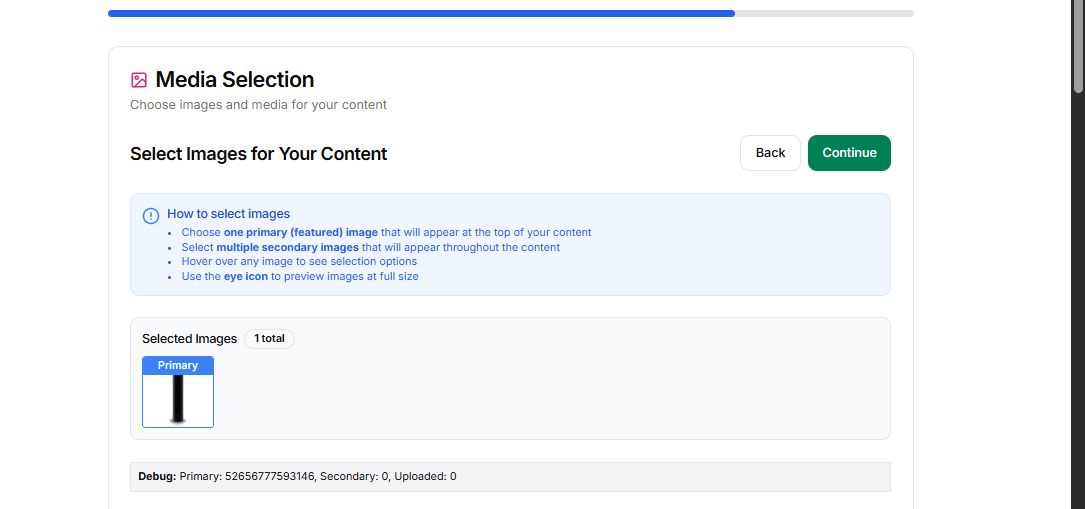 Media Selection
Choose images and media for your content
Select Images for Your Content
Back
Continue
How to select images
• Choose one primary (featured) image that will appear at the top of your content
• Select multiple secondary images that will appear throughout the content
• Hover over any image to see selection options
• Use the eye icon to preview images at full size
Selected Images
1 total
Primary
Debug: Primary: 52656777593146, Secondary: 0, Uploaded: 0